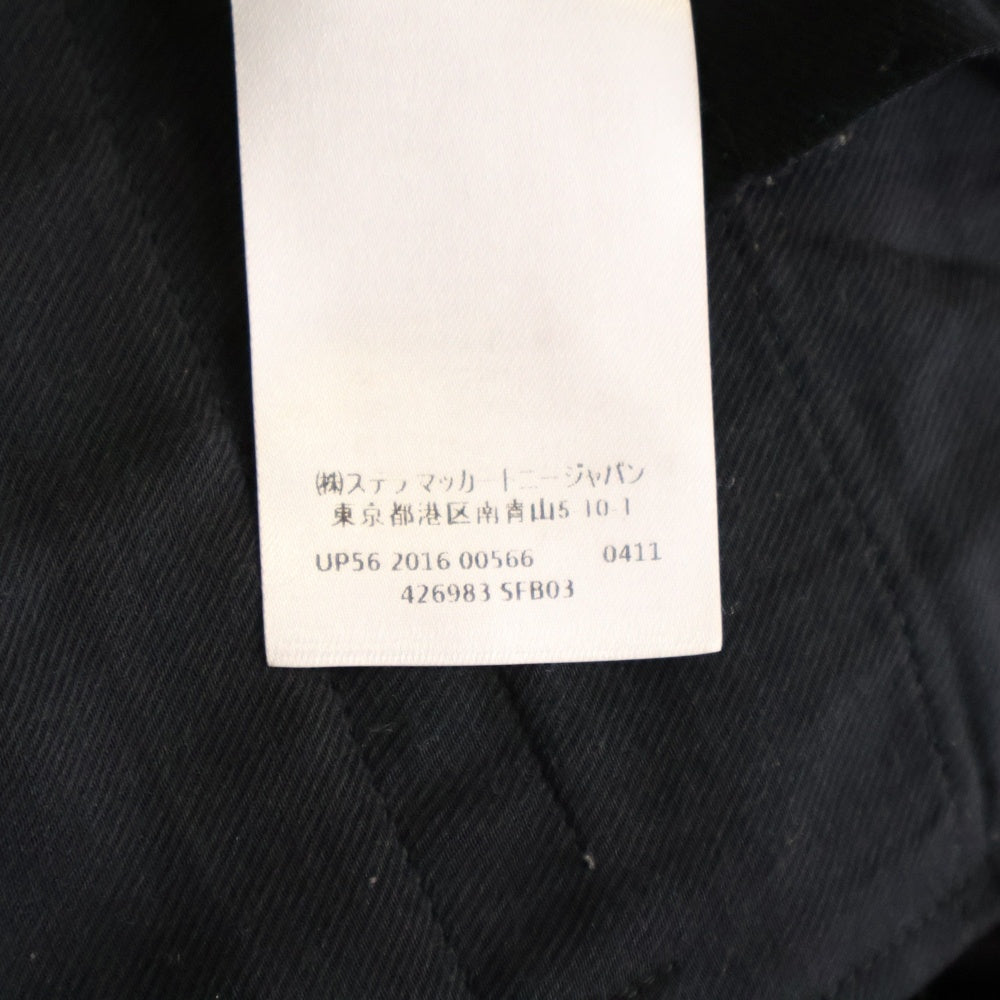 ㈱ステラマッカートニージャパン
東京都港区南青山5-10-1
UP56 2016 00566 0411
426983 SFB03